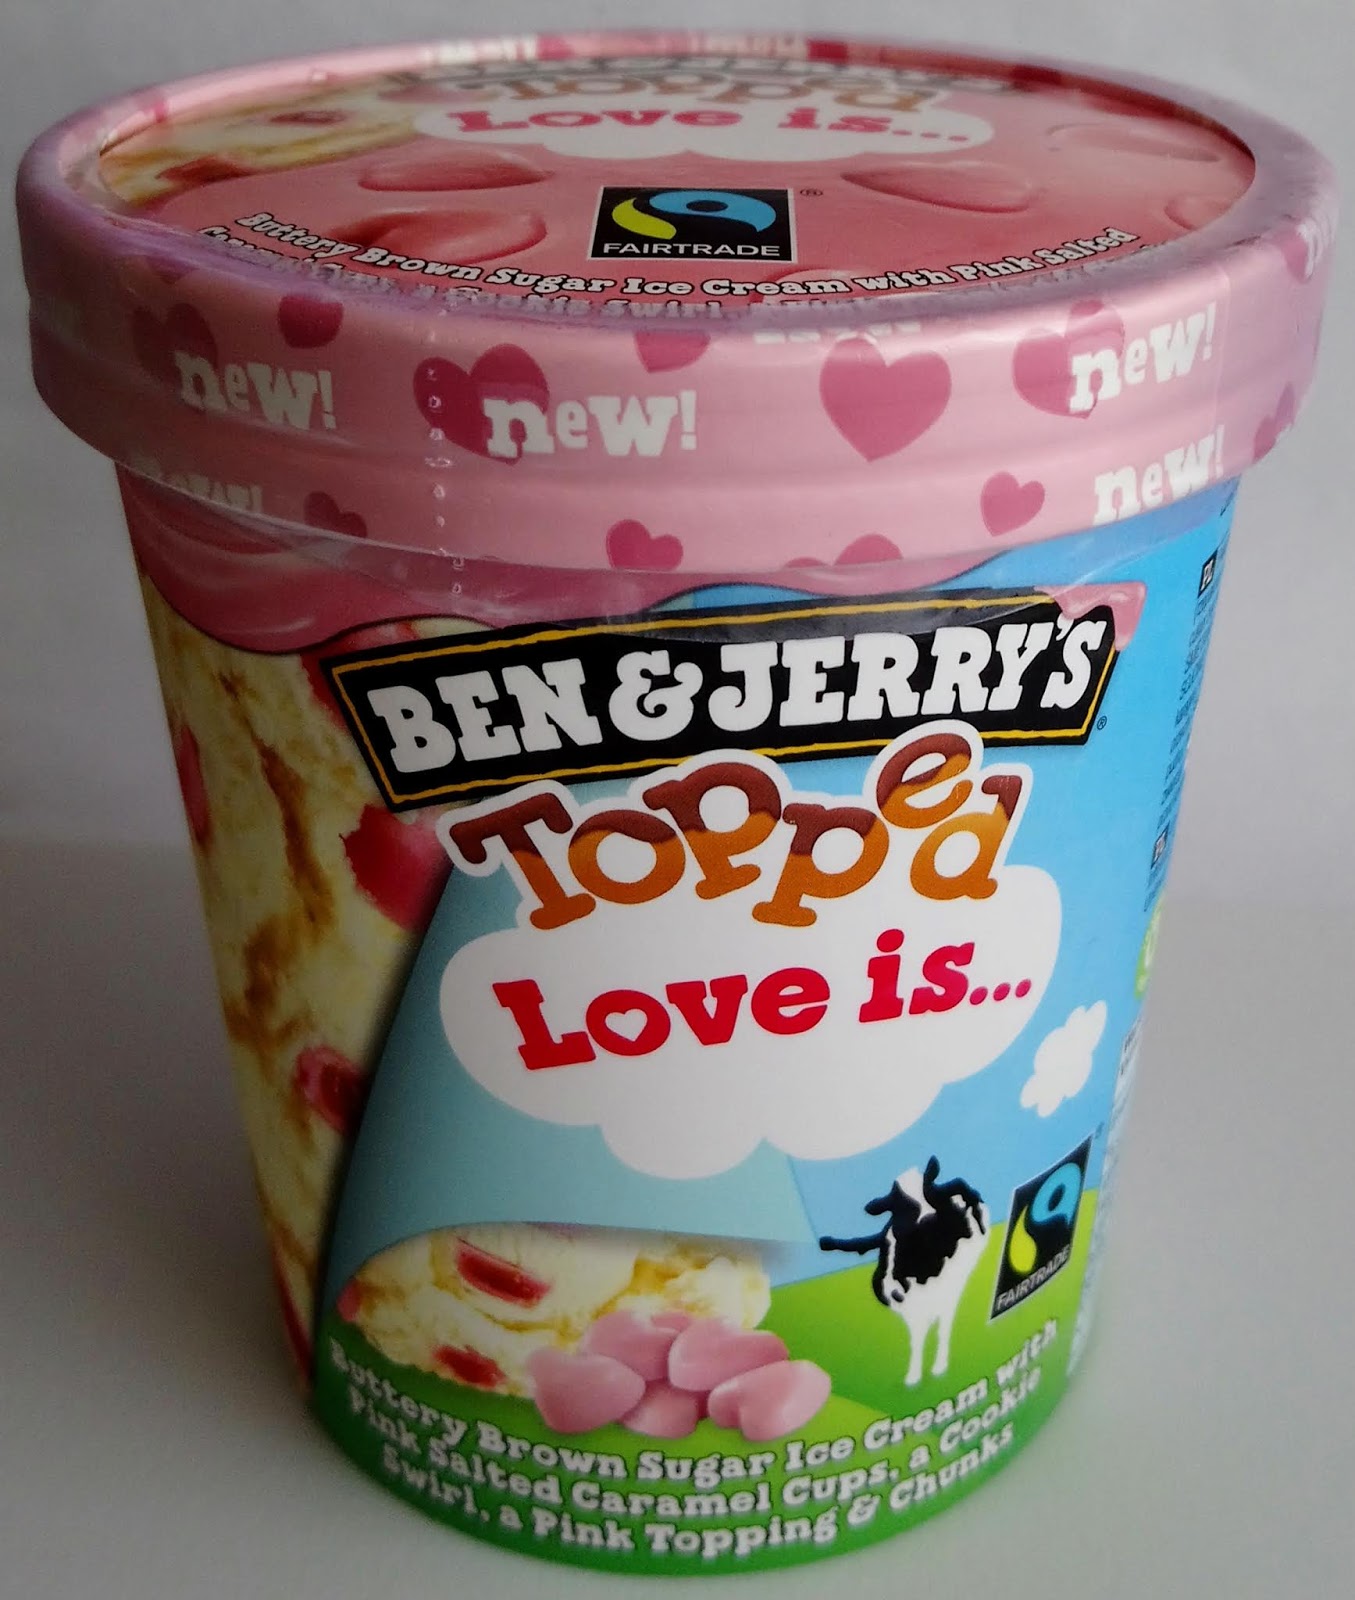 Topped
Love is...
FAIRTRADE
®
Buttery Brown Sugar Ice Cream with Pink Salted
new!
new!
new!
new!
BEN & JERRY'S
®
Topped
Love is...
FAIRTRADE
Buttery Brown Sugar Ice Cream with
Pink Salted Caramel Cups, a Cookie
Swirl, a Pink Topping & Chunks